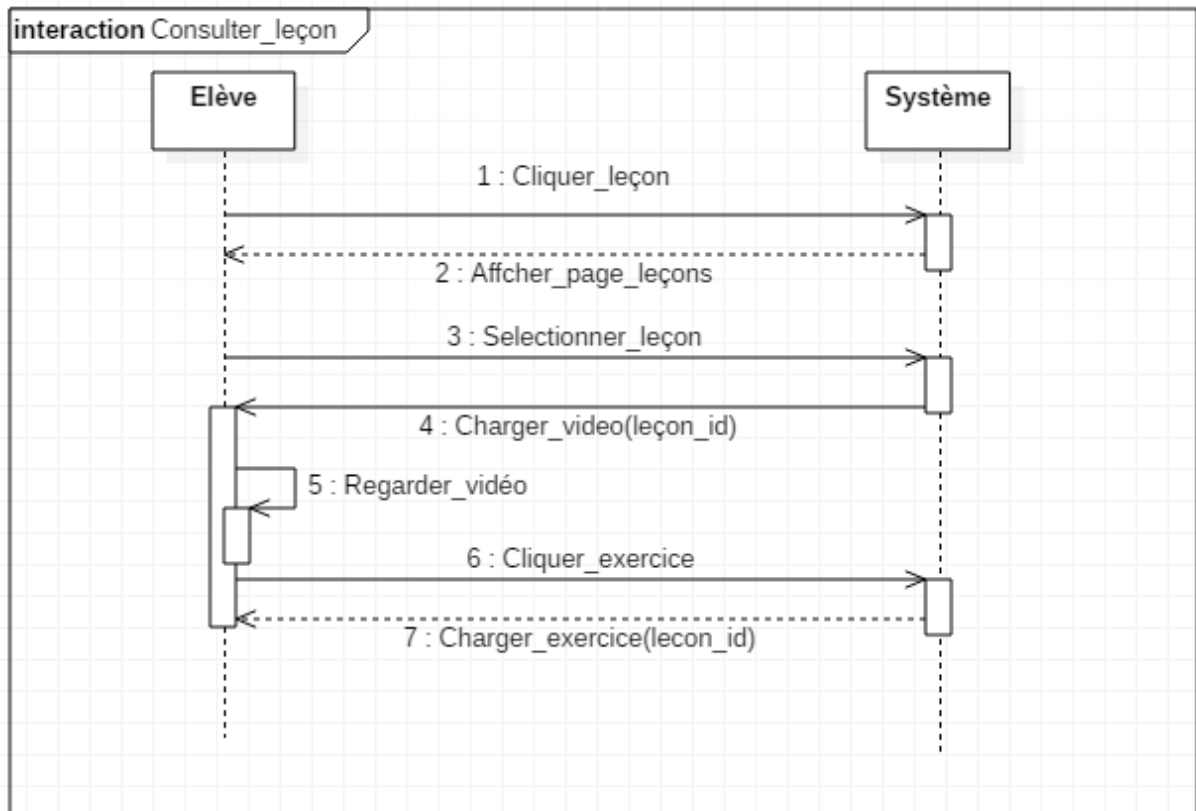 interaction Consulter_leçon
Elève
Système
1 : Cliquer_leçon
2 : Affcher_page_leçons
3 : Selectionner_leçon
4 : Charger_video(leçon_id)
5 : Regarder_vidéo
6 : Cliquer_exercice
7 : Charger_exercice(lecon_id)